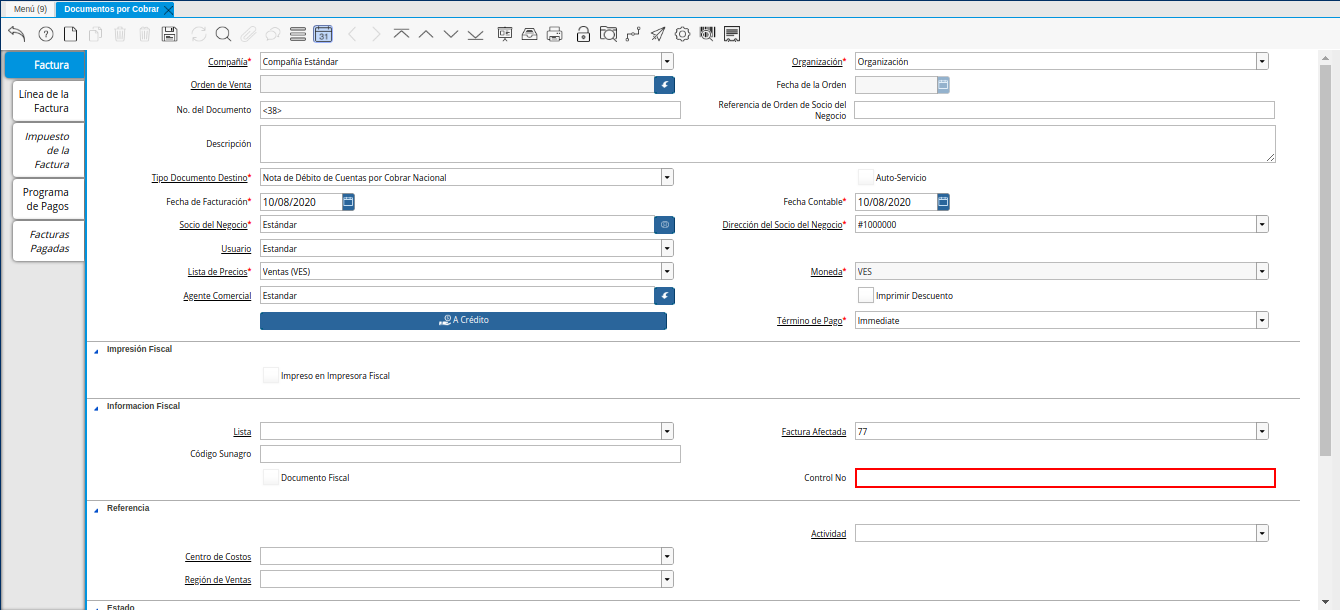 Menú (9)
Documentos por Cobrar
31
Factura
Línea de la
Factura
Impuesto
de la
Factura
Programa
de Pagos
Facturas
Pagadas
Compañía* Compañía Estándar
Organización* Organización
Orden de Venta
Fecha de la Orden
No. del Documento <38>
Referencia de Orden de Socio del
Negocio
Descripción
Tipo Documento Destino* Nota de Débito de Cuentas por Cobrar Nacional
Auto-Servicio
Fecha de Facturación* 10/08/2020
Fecha Contable* 10/08/2020
Socio del Negocio* Estándar
Dirección del Socio del Negocio* #1000000
Usuario Estandar
Lista de Precios* Ventas (VES)
Moneda* VES
Agente Comercial Estandar
Imprimir Descuento
A Crédito
Término de Pago* Immediate
Impresión Fiscal
Impreso en Impresora Fiscal
Informacion Fiscal
Lista
Factura Afectada 77
Código Sunagro
Documento Fiscal
Control No
Referencia
Actividad
Centro de Costos
Región de Ventas
Estado